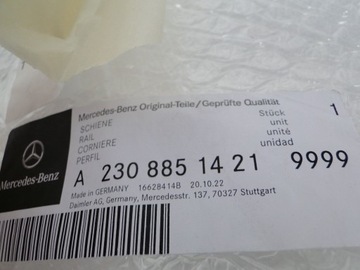 Mercedes-Benz Original-Teile/Geprüfte Qualität
SCHIENE
RAIL
CORNIERE
PERFIL
Stück 1
unit
unité
unidad
Mercedes-Benz
A 230 885 14 21 9999
Made in GERMANY 16628414B 20.10.22
Daimler AG, Germany, Mercedesstr. 137, 70327 Stuttgart